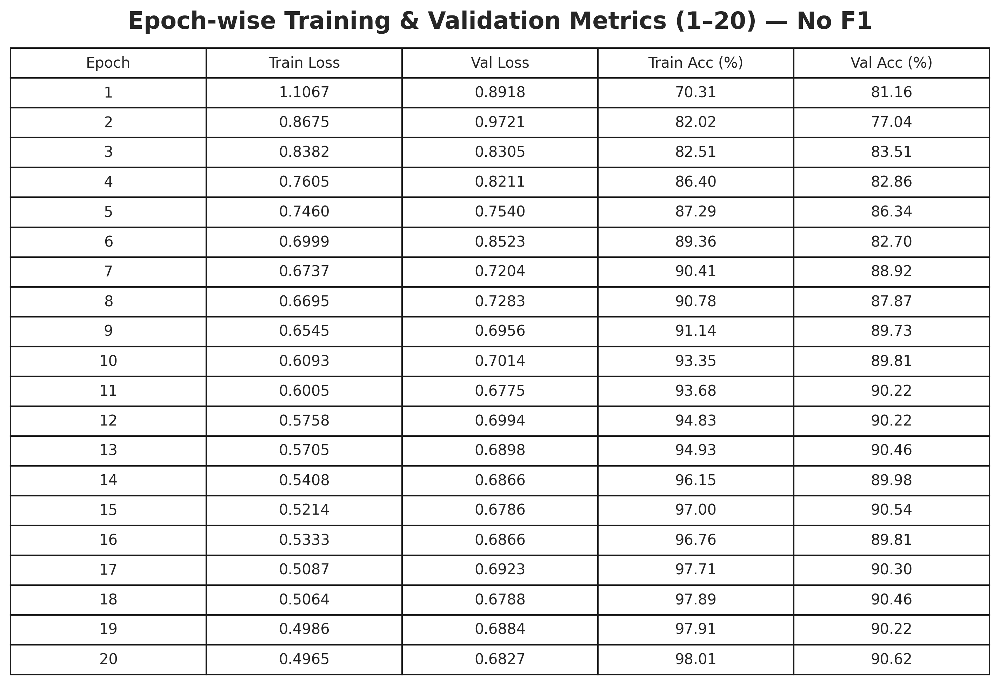 Epoch-wise Training & Validation Metrics (1–20) — No F1
Epoch Train Loss Val Loss Train Acc (%) Val Acc (%)
1 1.1067 0.8918 70.31 81.16
2 0.8675 0.9721 82.02 77.04
3 0.8382 0.8305 82.51 83.51
4 0.7605 0.8211 86.40 82.86
5 0.7460 0.7540 87.29 86.34
6 0.6999 0.8523 89.36 82.70
7 0.6737 0.7204 90.41 88.92
8 0.6695 0.7283 90.78 87.87
9 0.6545 0.6956 91.14 89.73
10 0.6093 0.7014 93.35 89.81
11 0.6005 0.6775 93.68 90.22
12 0.5758 0.6994 94.83 90.22
13 0.5705 0.6898 94.93 90.46
14 0.5408 0.6866 96.15 89.98
15 0.5214 0.6786 97.00 90.54
16 0.5333 0.6866 96.76 89.81
17 0.5087 0.6923 97.71 90.30
18 0.5064 0.6788 97.89 90.46
19 0.4986 0.6884 97.91 90.22
20 0.4965 0.6827 98.01 90.62